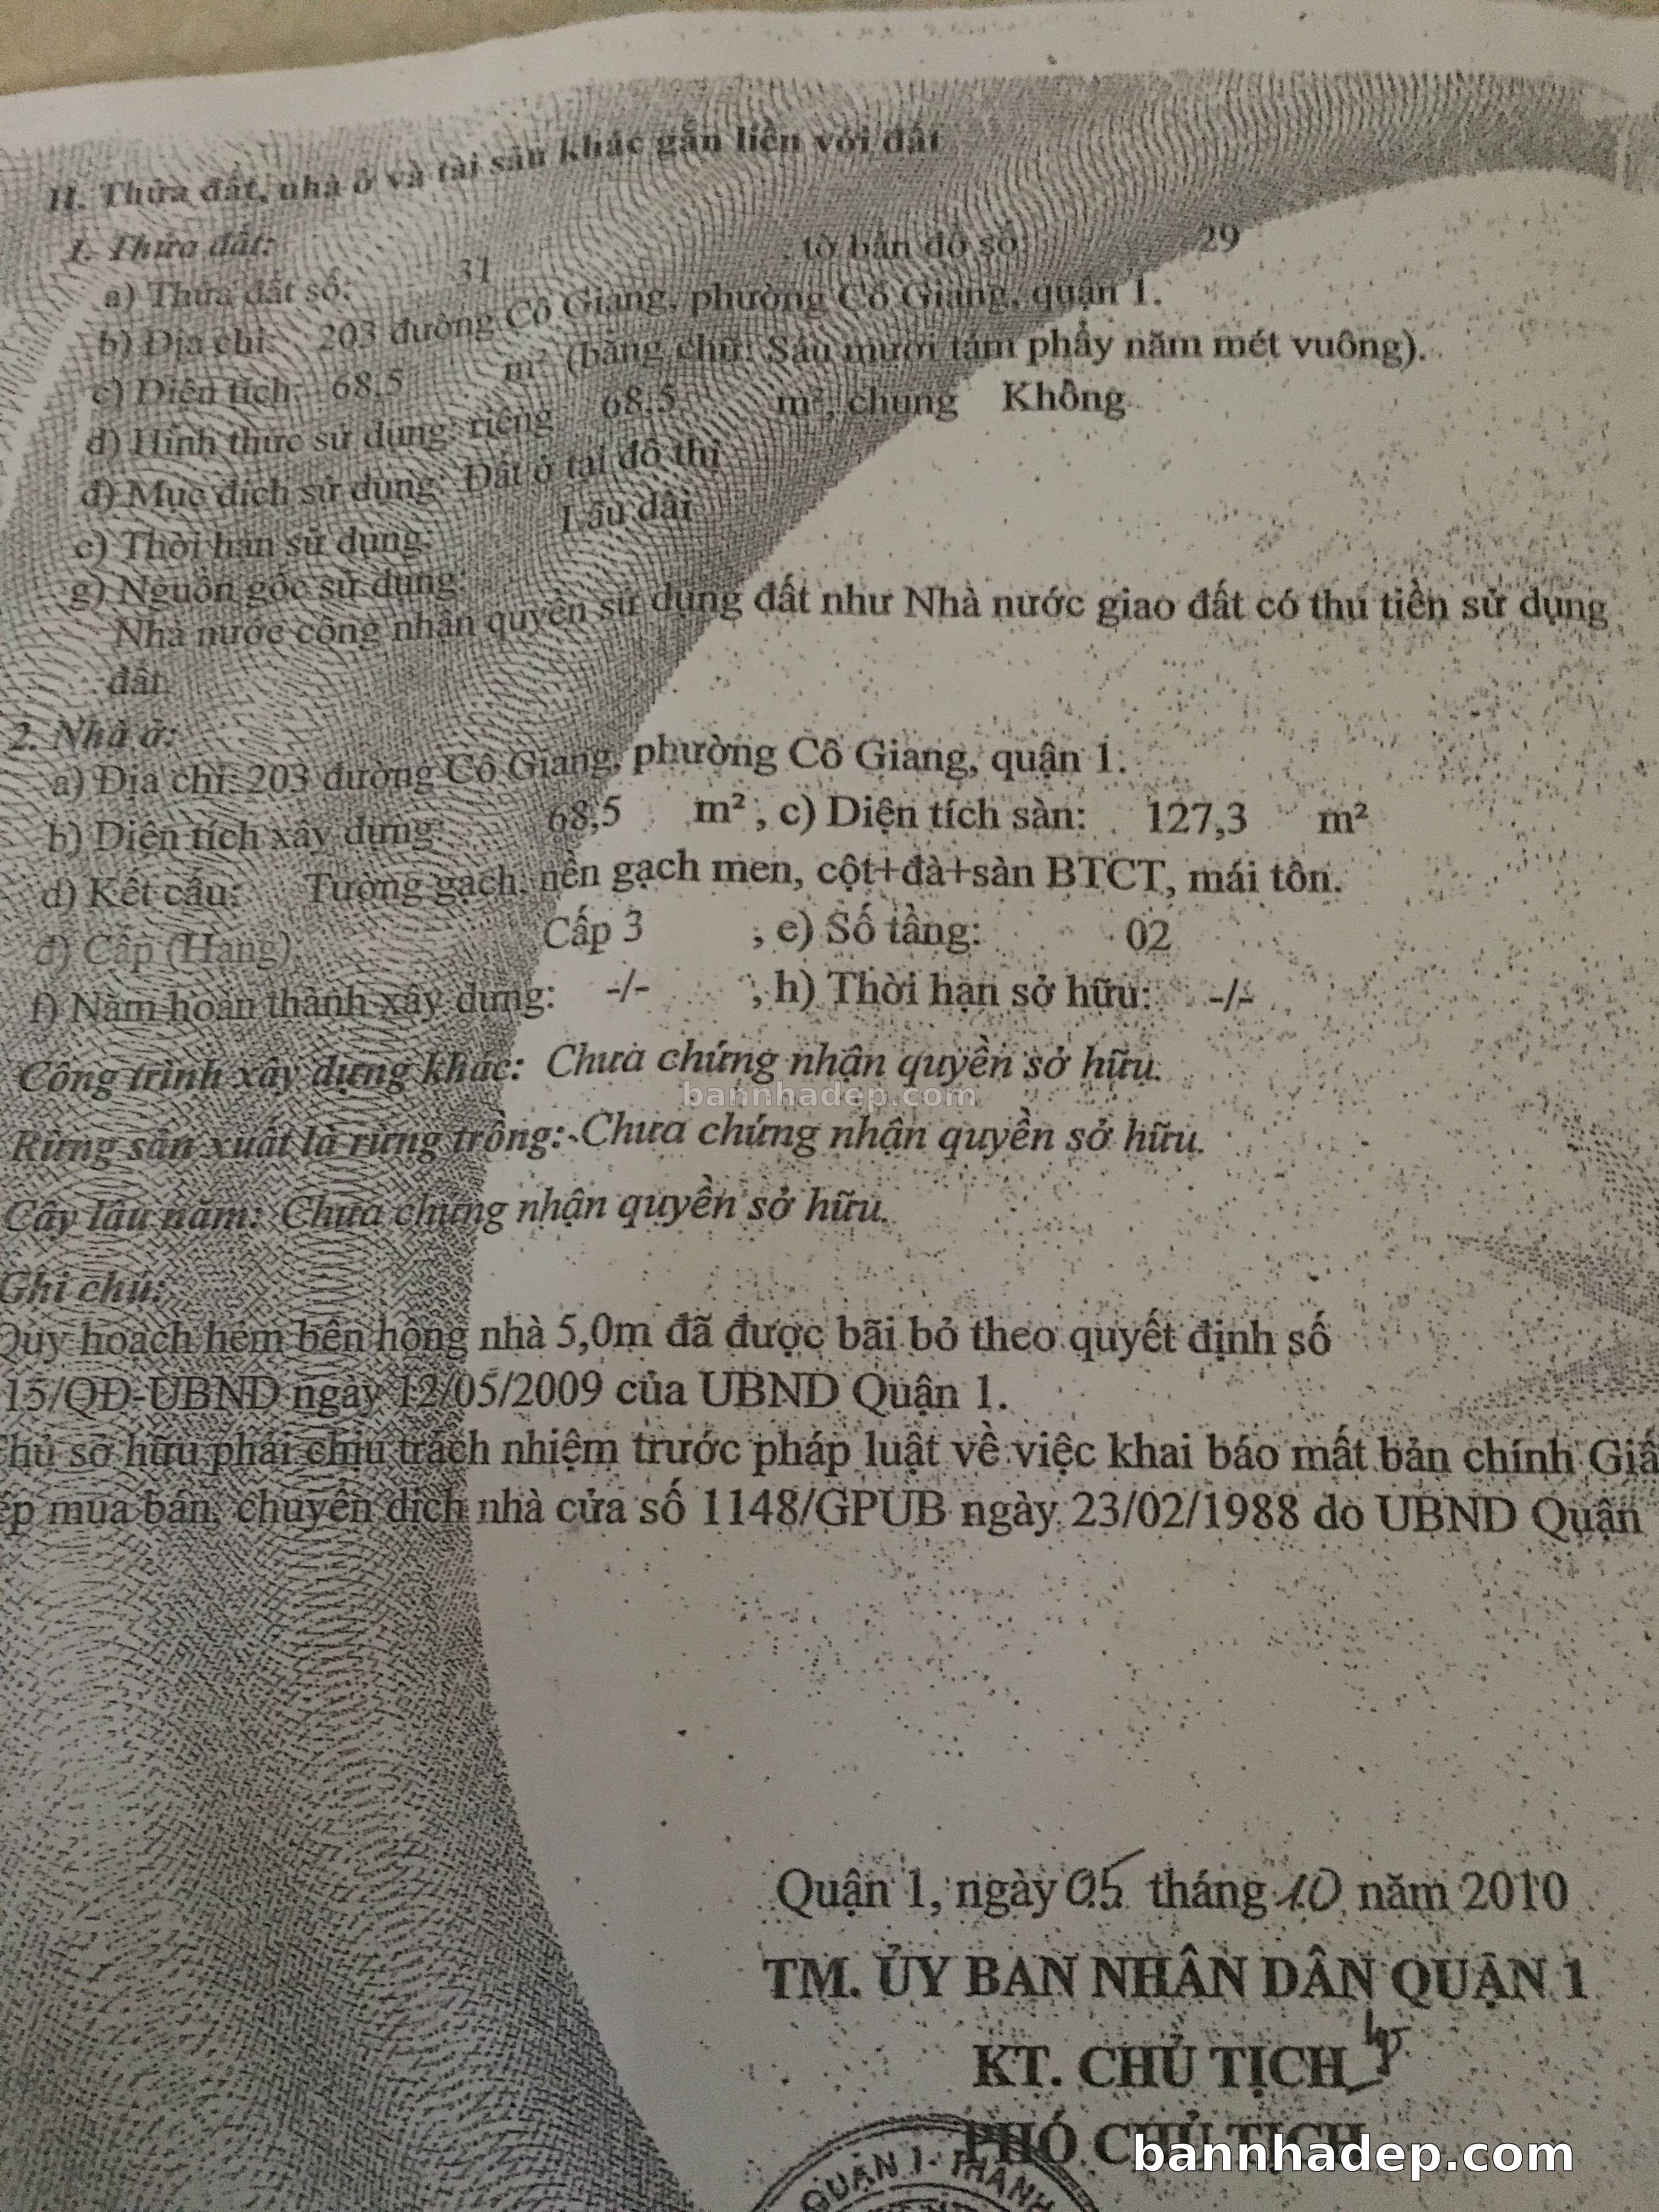 II. Thửa đất, nhà ở và tài sản khác gắn liền với đất
1. Thửa đất:
a) Thửa đất số: 31 , tờ bản đồ số: 29
b) Địa chỉ: 203 đường Cô Giang, phường Cô Giang, quận 1.
c) Diện tích: 68,5 m² (bằng chữ: Sáu mươi tám phẩy năm mét vuông).
d) Hình thức sử dụng: riêng 68,5 m², chung Không
đ) Mục đích sử dụng: Đất ở tại đô thị
e) Thời hạn sử dụng: Lâu dài
g) Nguồn gốc sử dụng:
Nhà nước công nhận quyền sử dụng đất như Nhà nước giao đất có thu tiền sử dụng
đất.
2. Nhà ở:
a) Địa chỉ: 203 đường Cô Giang, phường Cô Giang, quận 1.
b) Diện tích xây dựng: 68,5 m² ; c) Diện tích sàn: 127,3 m²
d) Kết cấu: Tường gạch, nền gạch men, cột+đà+sàn BTCT, mái tôn.
đ) Cấp (Hạng): Cấp 3 , e) Số tầng: 02
f) Năm hoàn thành xây dựng: -/- , h) Thời hạn sở hữu: -/-
Công trình xây dựng khác: Chưa chứng nhận quyền sở hữu.
bannhadep.com
Rừng sản xuất là rừng trồng: Chưa chứng nhận quyền sở hữu.
Cây lâu năm: Chưa chứng nhận quyền sở hữu.
Ghi chú:
Quy hoạch hẻm bên hông nhà 5,0m đã được bãi bỏ theo quyết định số
15/QĐ-UBND ngày 12/05/2009 của UBND Quận 1.
Chủ sở hữu phải chịu trách nhiệm trước pháp luật về việc khai báo mất bản chính Giấ
ép mua bán, chuyển dịch nhà cửa số 1148/GPUB ngày 23/02/1988 do UBND Quận
Quận 1, ngày 05 tháng 10 năm 2010
TM. ỦY BAN NHÂN DÂN QUẬN 1
KT. CHỦ TỊCH
PHÓ CHỦ TỊCH
QUẬN 1 - THÀNH
bannhadep.com